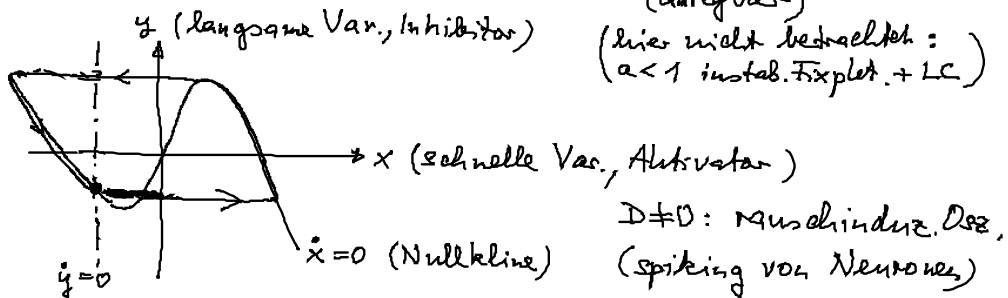 (anregbar)
y (langsame Var., Inhibitor)
(hier nicht betrachtet:
a<1 instab. Fixpkt. + LC)
x (schnelle Var., Aktivator)
D≠0: rauschinduz. Osz.
(spiking von Neuronen)
ẋ=0 (Nullkline)
ẏ=0